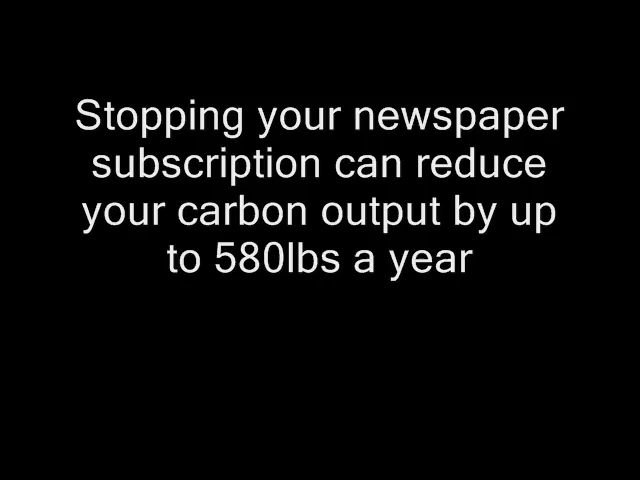 Stopping your newspaper
subscription can reduce
your carbon output by up
to 580lbs a year